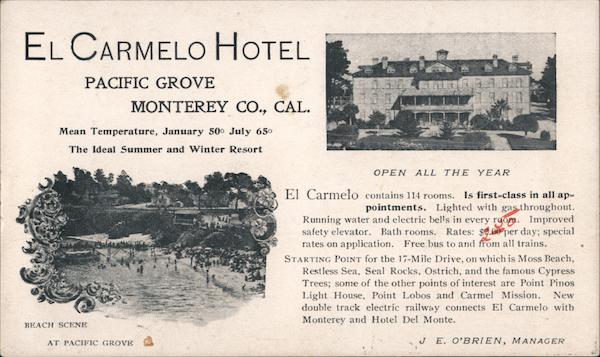 EL CARMELO HOTEL
PACIFIC GROVE
MONTEREY CO., CAL.
Mean Temperature, January 50° July 65°
The Ideal Summer and Winter Resort
BEACH SCENE
AT PACIFIC GROVE
OPEN ALL THE YEAR
El Carmelo contains 114 rooms. Is first-class in all ap-
pointments. Lighted with gas throughout.
Running water and electric bells in every room. Improved
safety elevator. Bath rooms. Rates: per day; special
rates on application. Free bus to and from all trains.
STARTING POINT for the 17-Mile Drive, on which is Moss Beach,
Restless Sea, Seal Rocks, Ostrich, and the famous Cypress
Trees; some of the other points of interest are Point Pinos
Light House, Point Lobos and Carmel Mission. New
double track electric railway connects El Carmelo with
Monterey and Hotel Del Monte.
J. E. O'BRIEN, MANAGER